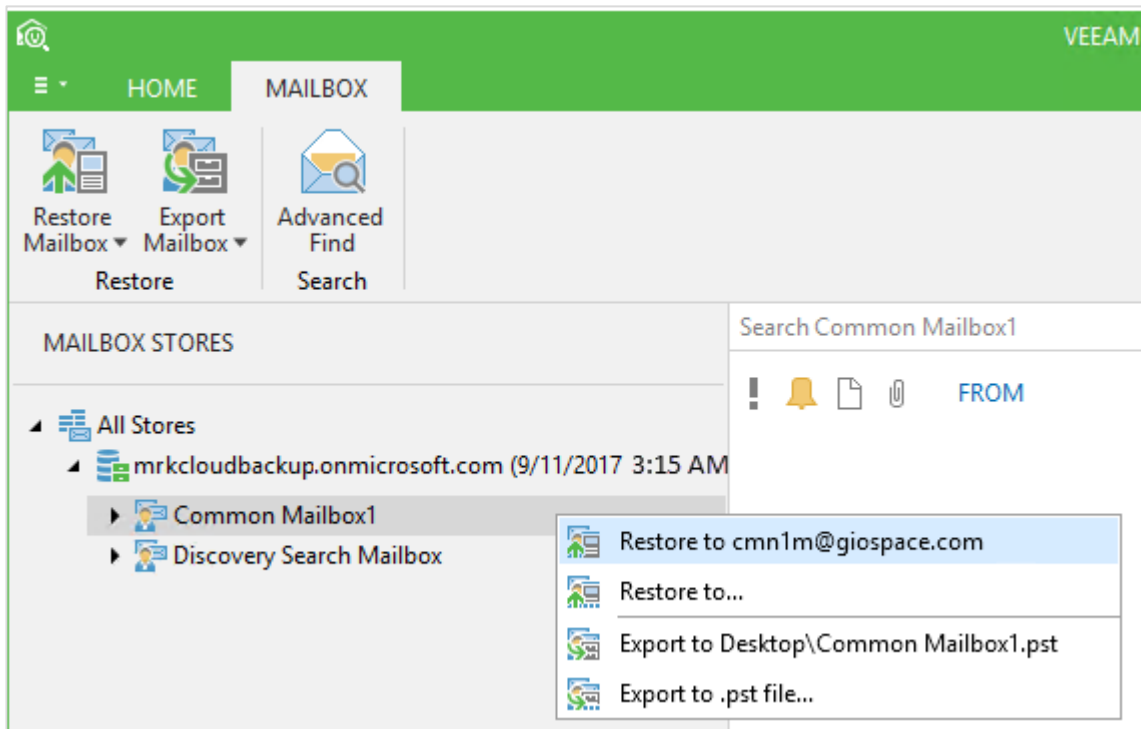 VEEAM
HOME
MAILBOX
Restore
Mailbox
Export
Mailbox
Advanced
Find
Restore
Search
MAILBOX STORES
Search Common Mailbox1
FROM
All Stores
mrkcloudbackup.onmicrosoft.com (9/11/2017 3:15 AM
Common Mailbox1
Discovery Search Mailbox
Restore to cmn1m@giospace.com
Restore to...
Export to Desktop\Common Mailbox1.pst
Export to .pst file...